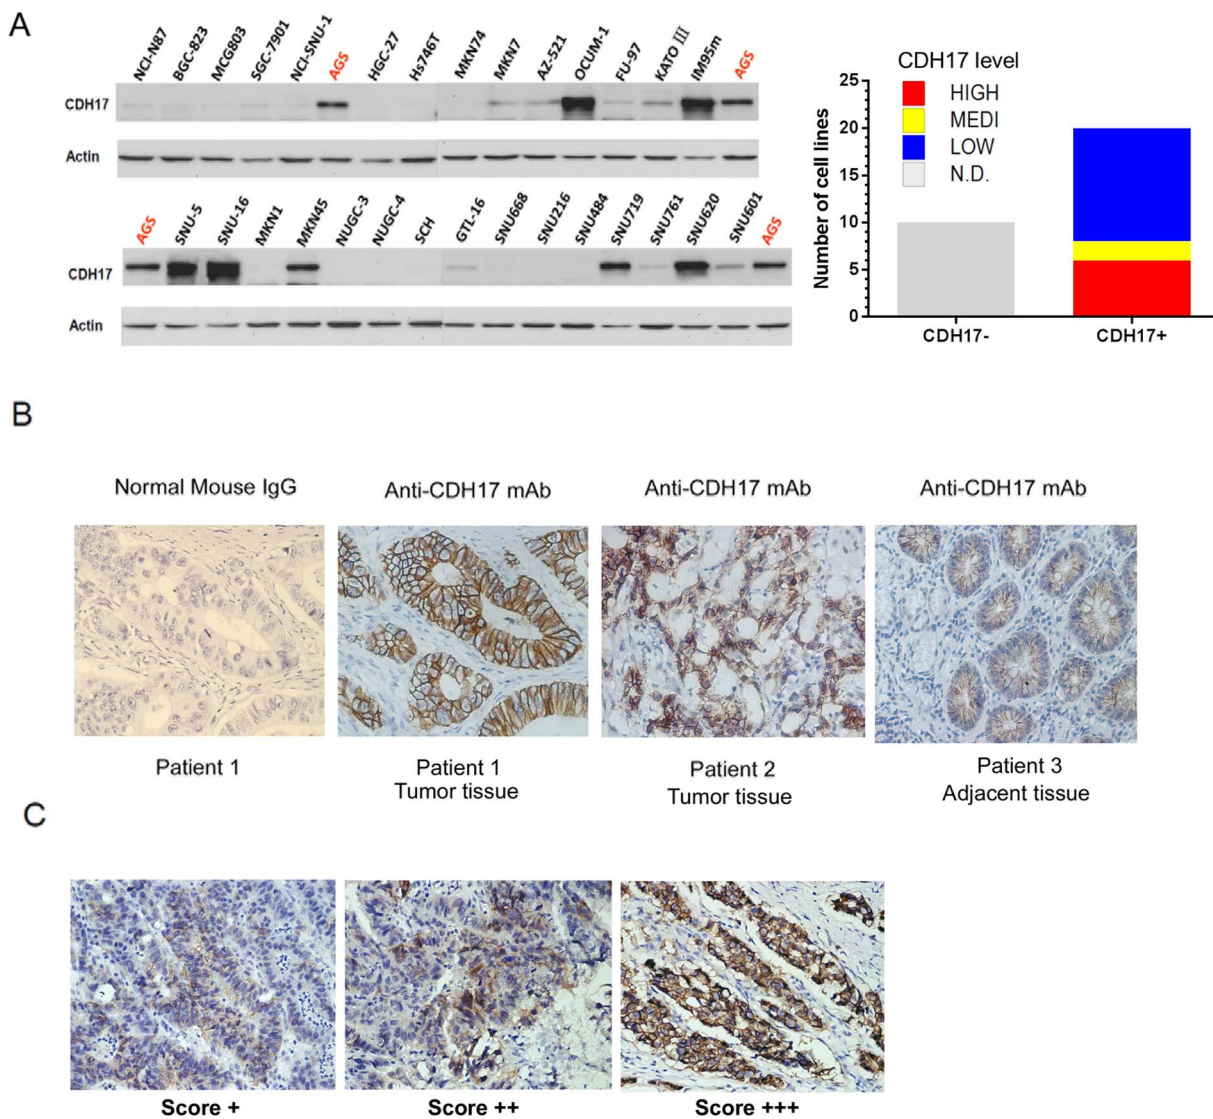 A
NCI-N87 BGC-823 MCG803 SGC-7901 NCI-SNU-1 AGS HGC-27 Hs746T MKN74 MKN7 AZ-521 OCUM-1 FU-97 KATO III IM95m AGS
CDH17
Actin
AGS SNU-5 SNU-16 MKN1 MKN45 NUGC-3 NUGC-4 SCH GTL-16 SNU668 SNU216 SNU484 SNU719 SNU761 SNU620 SNU601 AGS
CDH17
Actin
CDH17 level
HIGH
MEDI
LOW
N.D.
Number of cell lines
25
20
15
10
5
0
CDH17- CDH17+
B
Normal Mouse IgG Anti-CDH17 mAb Anti-CDH17 mAb Anti-CDH17 mAb
Patient 1 Patient 1 Patient 2 Patient 3
Tumor tissue Tumor tissue Adjacent tissue
C
Score + Score ++ Score +++